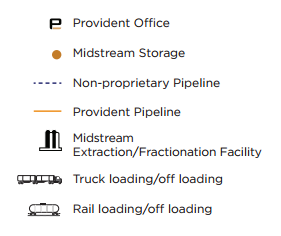 Provident Office
Midstream Storage
Non-proprietary Pipeline
Provident Pipeline
Midstream
Extraction/Fractionation Facility
Truck loading/off loading
Rail loading/off loading